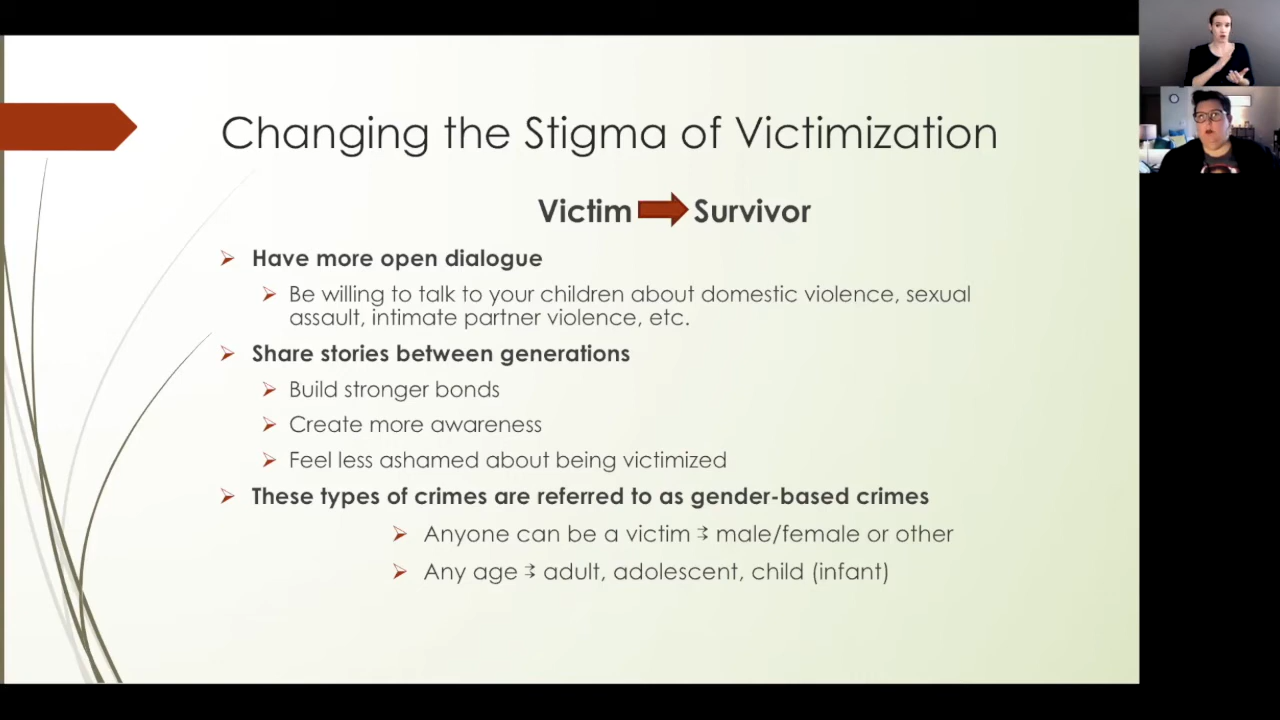 Changing the Stigma of Victimization
Victim Survivor
Have more open dialogue
Be willing to talk to your children about domestic violence, sexual
assault, intimate partner violence, etc.
Share stories between generations
Build stronger bonds
Create more awareness
Feel less ashamed about being victimized
These types of crimes are referred to as gender-based crimes
Anyone can be a victim ⥤ male/female or other
Any age ⥤ adult, adolescent, child (infant)